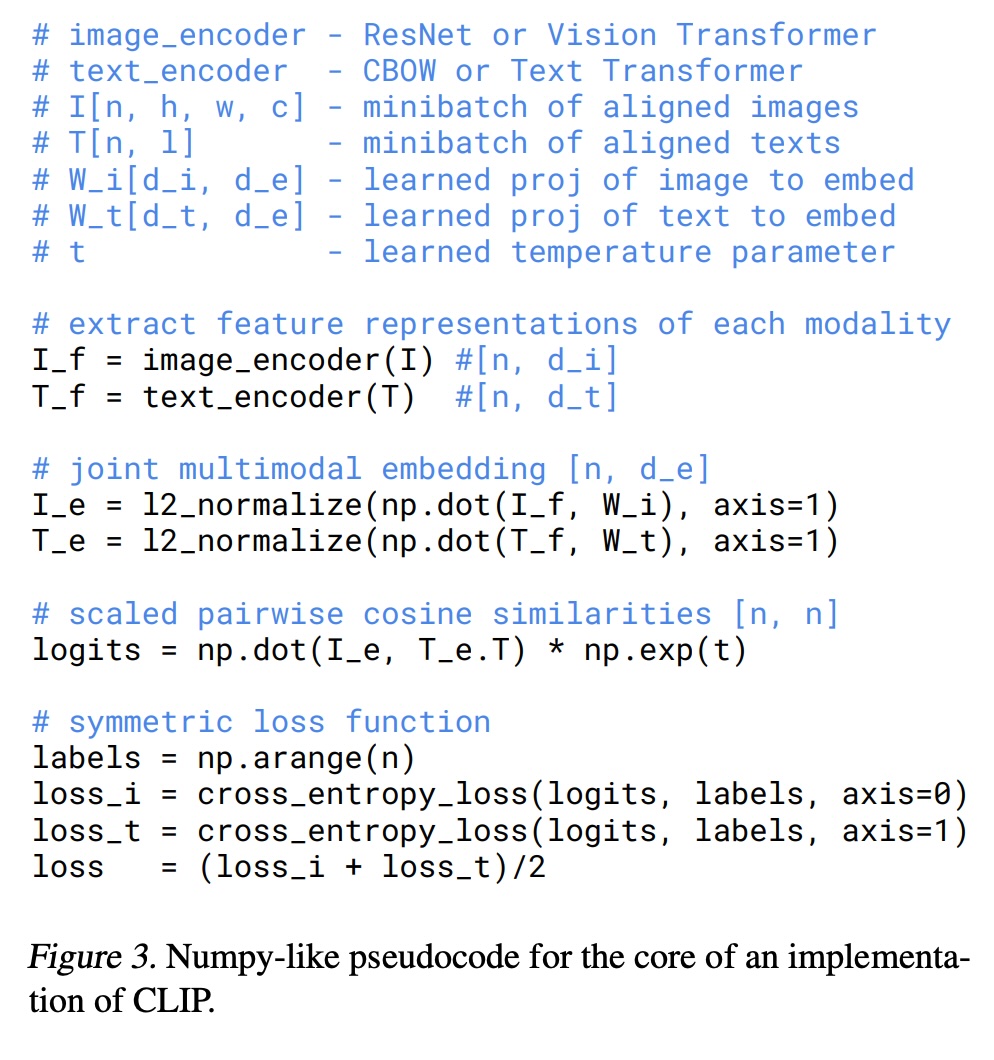 # image_encoder - ResNet or Vision Transformer
# text_encoder  - CBOW or Text Transformer
# I[n, h, w, c] - minibatch of aligned images
# T[n, l]       - minibatch of aligned texts
# W_i[d_i, d_e] - learned proj of image to embed
# W_t[d_t, d_e] - learned proj of text to embed
# t             - learned temperature parameter
# extract feature representations of each modality
I_f = image_encoder(I) #[n, d_i]
T_f = text_encoder(T)  #[n, d_t]
# joint multimodal embedding [n, d_e]
I_e = l2_normalize(np.dot(I_f, W_i), axis=1)
T_e = l2_normalize(np.dot(T_f, W_t), axis=1)
# scaled pairwise cosine similarities [n, n]
logits = np.dot(I_e, T_e.T) * np.exp(t)
# symmetric loss function
labels = np.arange(n)
loss_i = cross_entropy_loss(logits, labels, axis=0)
loss_t = cross_entropy_loss(logits, labels, axis=1)
loss   = (loss_i + loss_t)/2
Figure 3. Numpy-like pseudocode for the core of an implementa-
tion of CLIP.